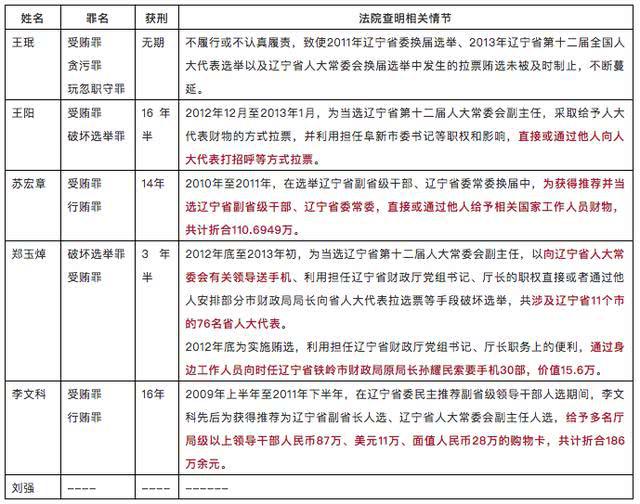 姓名 罪名 获刑 法院查明相关情节
王珉 受贿罪 无期 不履行或不认真履责，致使2011年辽宁省委换届选举、2013年辽宁省第十二届全国人
贪污罪 大代表选举以及辽宁省人大常委会换届选举中发生的拉票贿选未被及时制止，不断蔓
玩忽职守罪 延。
王阳 受贿罪 16 年 2012年12月至2013年1月，为当选辽宁省第十二届人大常委会副主任，采取给予人大
破坏选举罪 半 代表财物的方式拉票，并利用担任阜新市委书记等职权和影响，直接或通过他人向人
大代表打招呼等方式拉票。
苏宏章 受贿罪 14年 2010年至2011年，在选举辽宁省副省级干部、辽宁省委常委换届中，为获得推荐并当
行贿罪 选辽宁省副省级干部、辽宁省委常委，直接或通过他人给予相关国家工作人员财物，
共计折合110.6949万。
郑玉焯 破坏选举罪 3 年 2012年底至2013年初，为当选辽宁省第十二届人大常委会副主任，以向辽宁省人大常
受贿罪 半 委会有关领导送手机、利用担任辽宁省财政厅党组书记、厅长的职权直接或者通过他
人安排部分市财政局局长向省人大代表拉选票等手段破坏选举，共涉及辽宁省11个市
的76名省人大代表。
2012年底为实施贿选，利用担任辽宁省财政厅党组书记、厅长职务上的便利，通过身
边工作人员向时任辽宁省铁岭市财政局原局长孙耀民索要手机30部，价值15.6万。
李文科 受贿罪 16年 2009年上半年至2011年下半年，在辽宁省委民主推荐副省级领导干部人选期间，李文
行贿罪 科先后为获得推荐为辽宁省副省长人选、辽宁省人大常委会副主任人选，给予多名厅
局级以上领导干部人民币87万、美元11万、面值人民币28万的购物卡，共计折合186
万余元。
刘强 ---- ---- ------